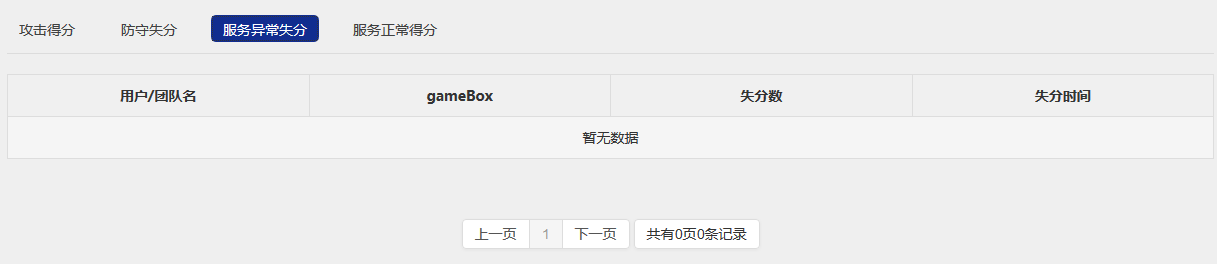 攻击得分 防守失分 服务异常失分 服务正常得分
用户/团队名 gameBox 失分数 失分时间
暂无数据
上一页 1 下一页 共有0页0条记录